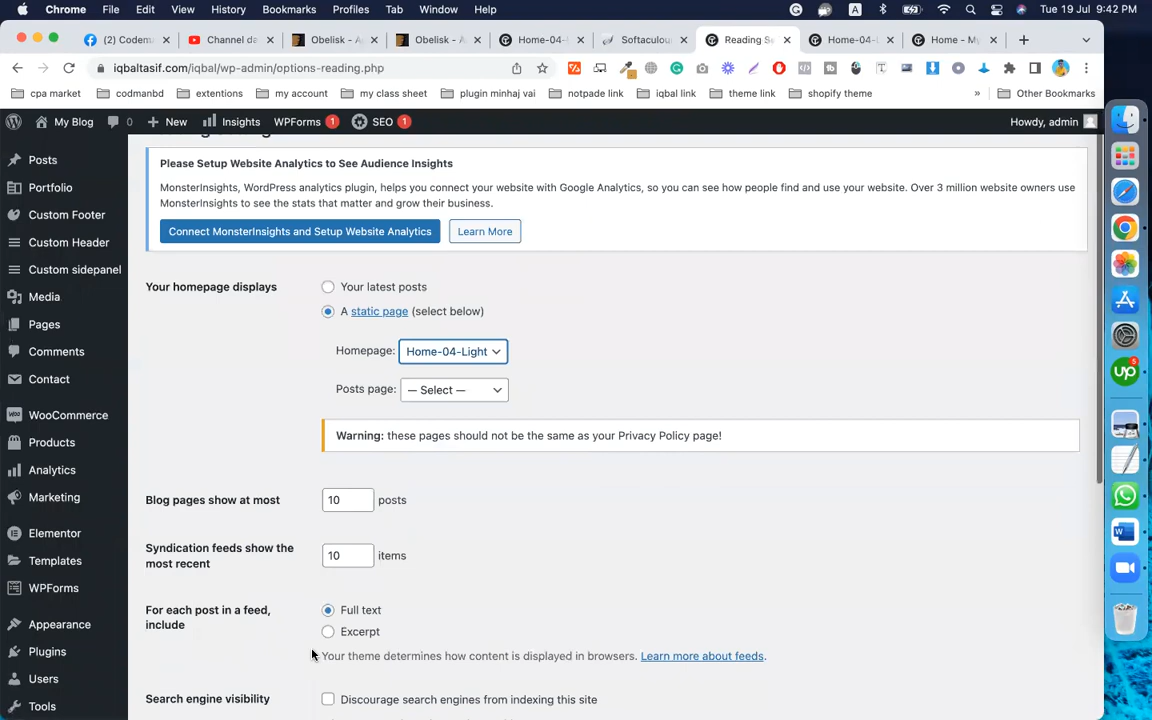 Chrome File Edit View History Bookmarks Profiles Tab Window Help A Tue 19 Jul 9:42 PM
(2) Codema Channel da Obelisk - A Obelisk - A Home-04- Softaculou Reading Se Home-04-L Home - My
iqbaltasif.com/iqbal/wp-admin/options-reading.php
cpa market codmanbd extentions my account my class sheet plugin minhaj vai notpade link iqbal link theme link shopify theme » Other Bookmarks
My Blog 0 New Insights WPForms 1 SEO 1 Howdy, admin
Posts
Portfolio
Custom Footer
Custom Header
Custom sidepanel
Media
Pages
Comments
Contact
WooCommerce
Products
Analytics
Marketing
Elementor
Templates
WPForms
Appearance
Plugins
Users
Tools
Please Setup Website Analytics to See Audience Insights
MonsterInsights, WordPress analytics plugin, helps you connect your website with Google Analytics, so you can see how people find and use your website. Over 3 million website owners use
MonsterInsights to see the stats that matter and grow their business.
Connect MonsterInsights and Setup Website Analytics Learn More
Your homepage displays Your latest posts
A static page (select below)
Homepage: Home-04-Light
Posts page: — Select —
Warning: these pages should not be the same as your Privacy Policy page!
Blog pages show at most 10 posts
Syndication feeds show the
most recent 10 items
For each post in a feed,
include Full text
Excerpt
Your theme determines how content is displayed in browsers. Learn more about feeds.
Search engine visibility Discourage search engines from indexing this site
up 5
W